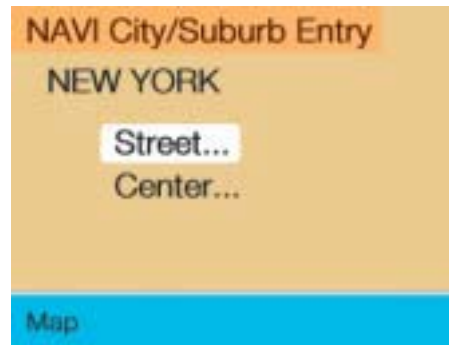 NAVI City/Suburb Entry
NEW YORK
Street...
Center...
Map